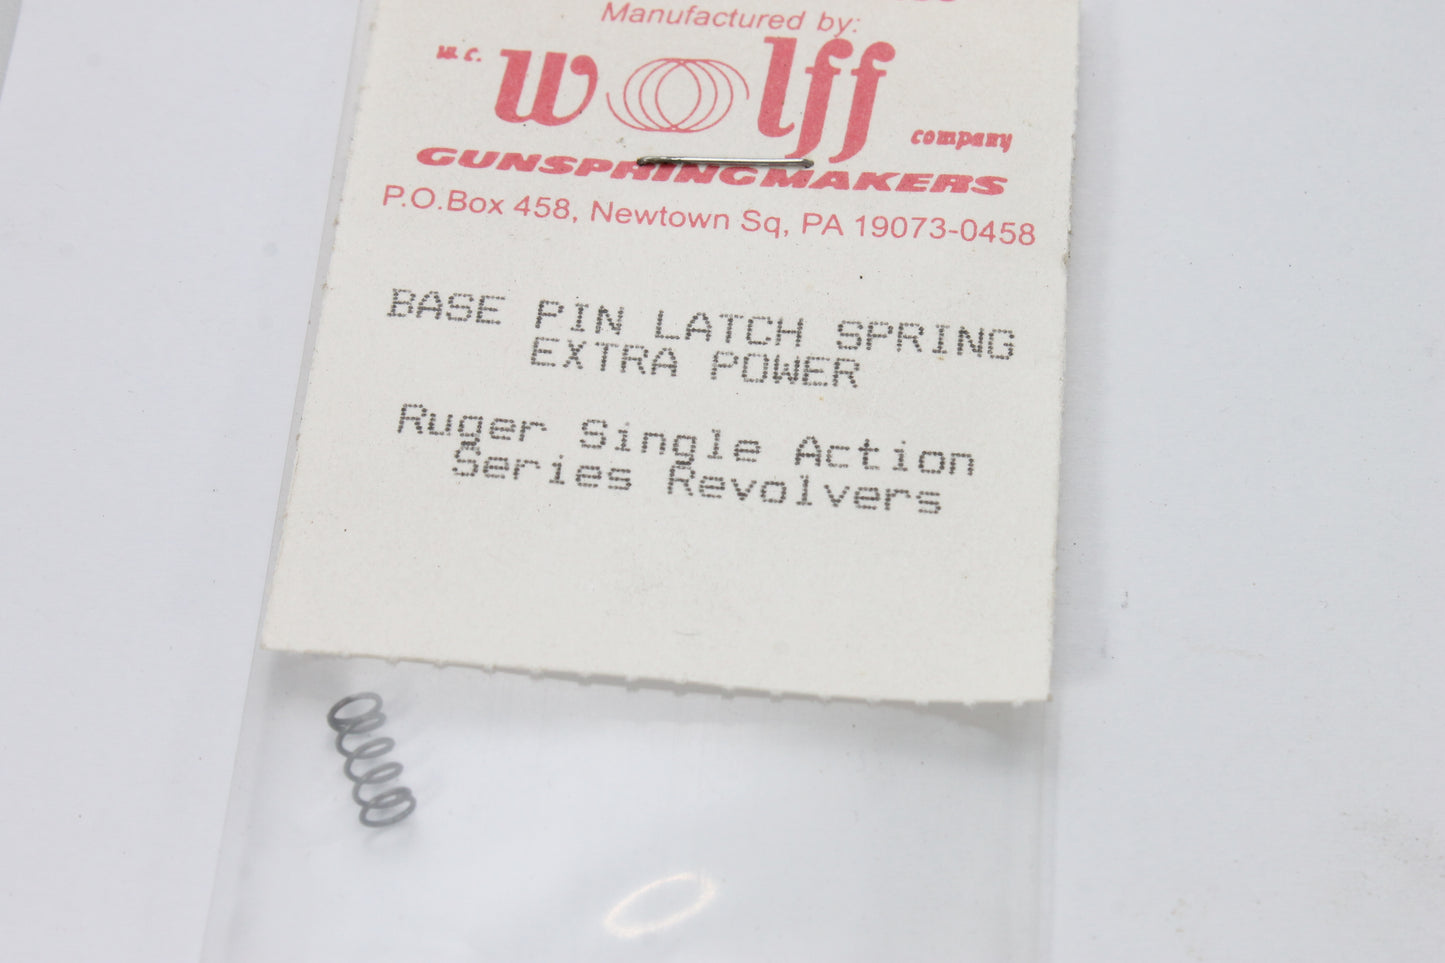 Manufactured by:
w.c. wolff company
GUNSPRINGMAKERS
P.O.Box 458, Newtown Sq, PA 19073-0458
BASE PIN LATCH SPRING
EXTRA POWER
Ruger Single Action
Series Revolvers